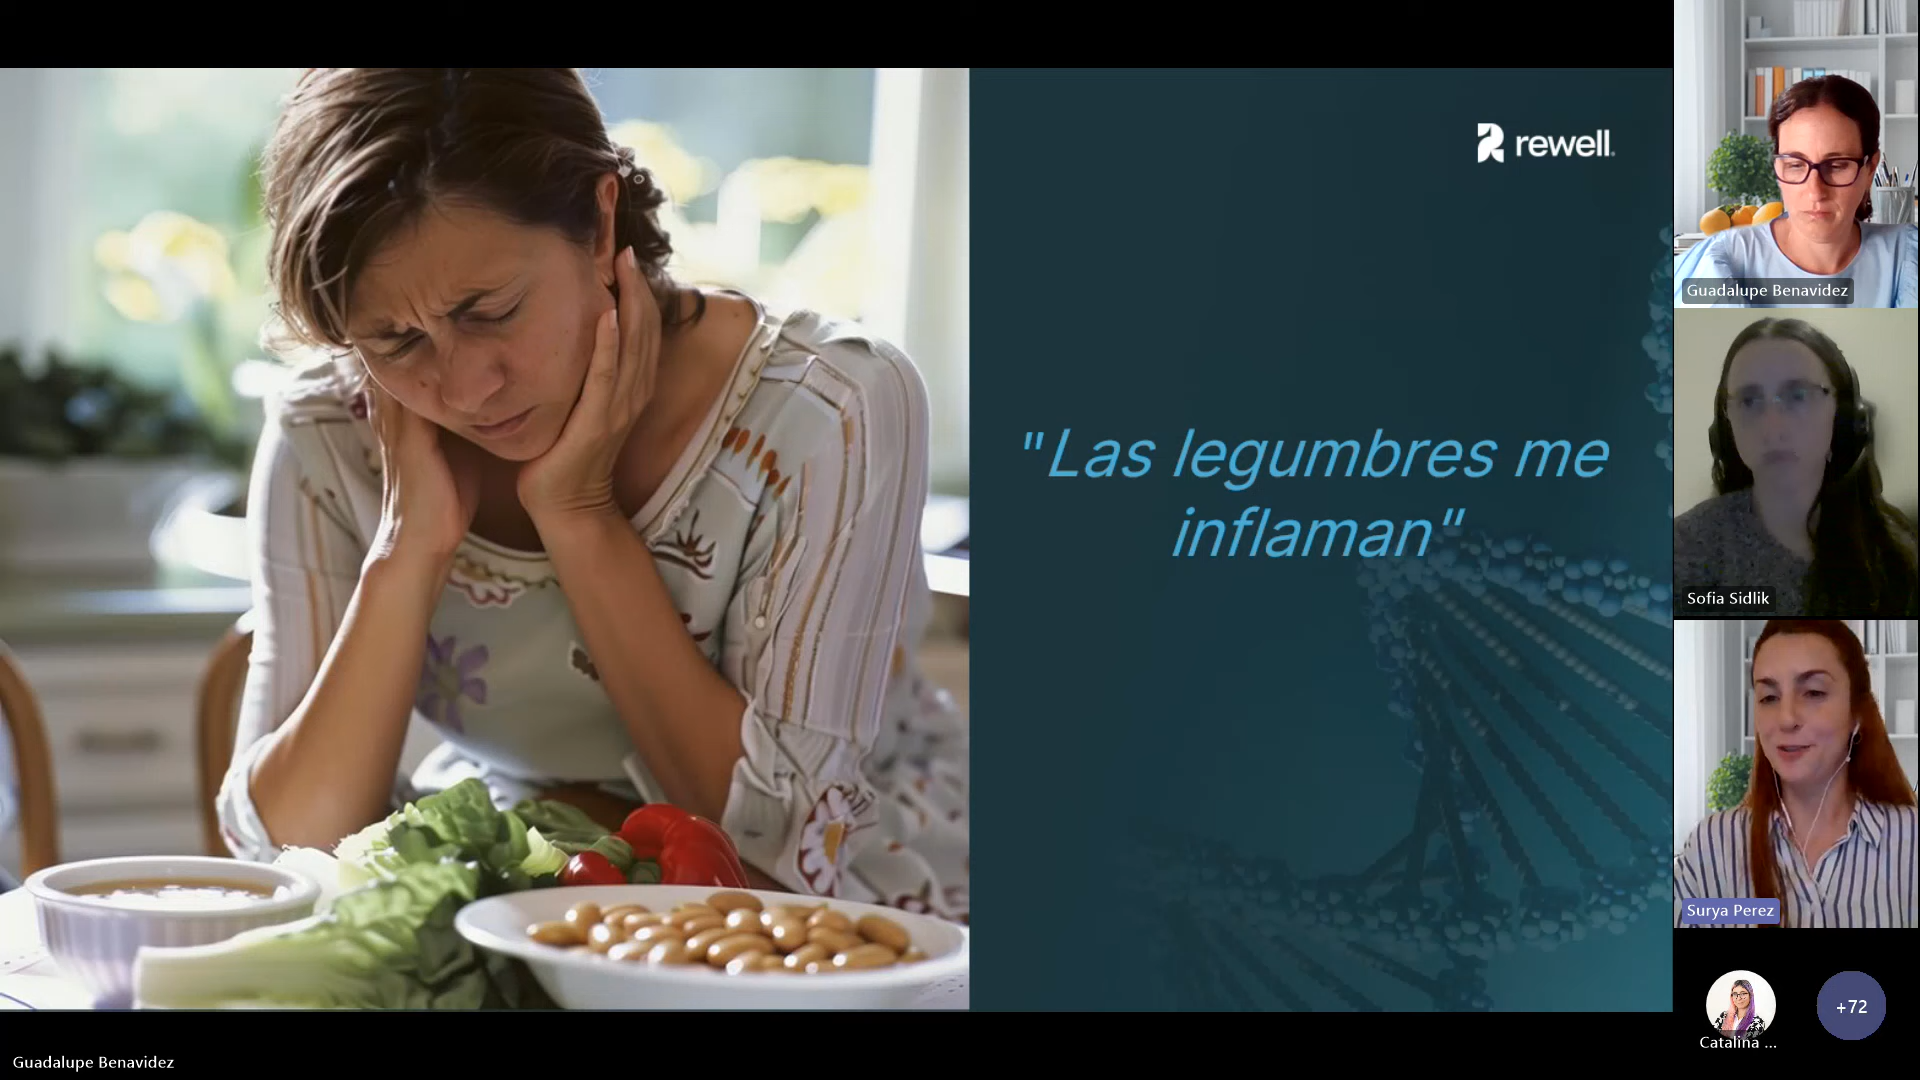 rewell.
"Las legumbres me
inflaman"
Guadalupe Benavidez
Sofia Sidlik
Surya Perez
Catalina ...
+72
Guadalupe Benavidez